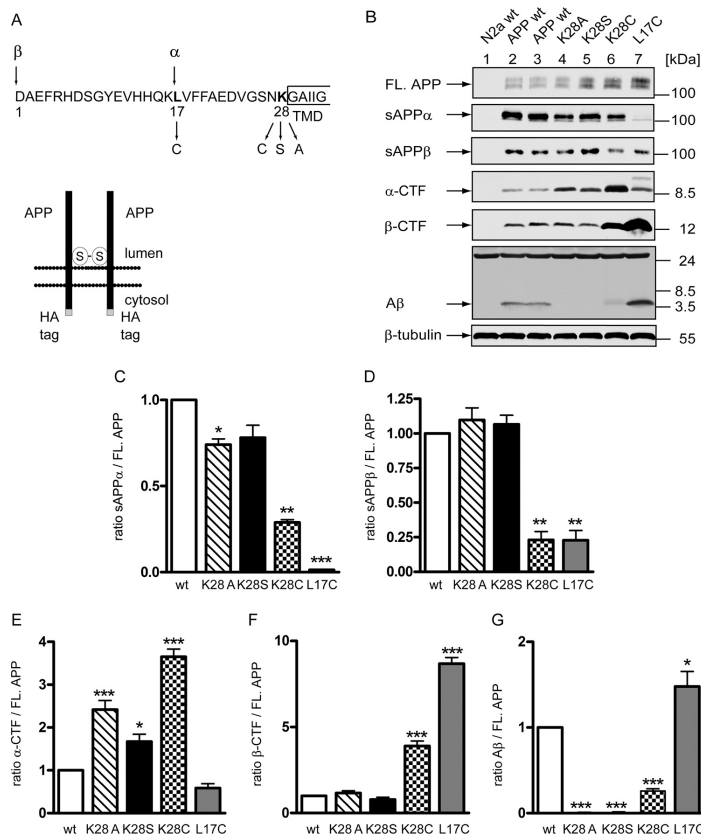 A
β
α
DAEFRHDSGYEVHHQKLVFFAEDVGSNKGAIIG
1 17 28 TMD
C C S A
APP APP
S-S lumen
cytosol
HA tag HA tag
B
N2a wt APP wt APP wt K28A K28S K28C L17C
1 2 3 4 5 6 7 [kDa]
FL. APP 100
sAPPα 100
sAPPβ 100
α-CTF 8.5
β-CTF 12
24
8.5
Aβ 3.5
β-tubulin 55
C
ratio sAPPα / FL. APP
1.0
0.5
0.0
* ** ***
wt K28 A K28S K28C L17C
D
ratio sAPPβ / FL. APP
1.25
1.00
0.75
0.50
0.25
0.00
** **
wt K28 A K28S K28C L17C
E
ratio α-CTF / FL. APP
4
3
2
1
0
*** * ***
wt K28 A K28S K28C L17C
F
ratio β-CTF / FL. APP
10
5
0
*** ***
wt K28 A K28S K28C L17C
G
ratio Aβ / FL. APP
2
1
0
*** *** *** *
wt K28A K28S K28C L17C